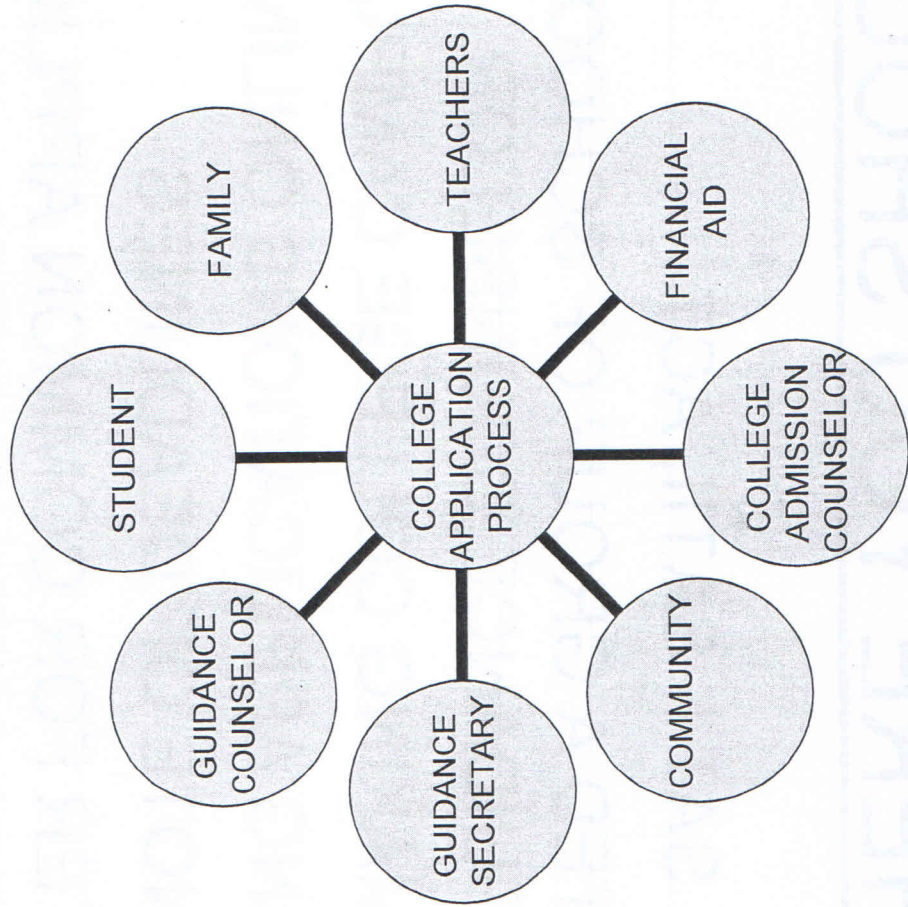 STUDENT
FAMILY
TEACHERS
FINANCIAL
AID
COLLEGE
ADMISSION
COUNSELOR
COMMUNITY
GUIDANCE
SECRETARY
GUIDANCE
COUNSELOR
COLLEGE
APPLICATION
PROCESS